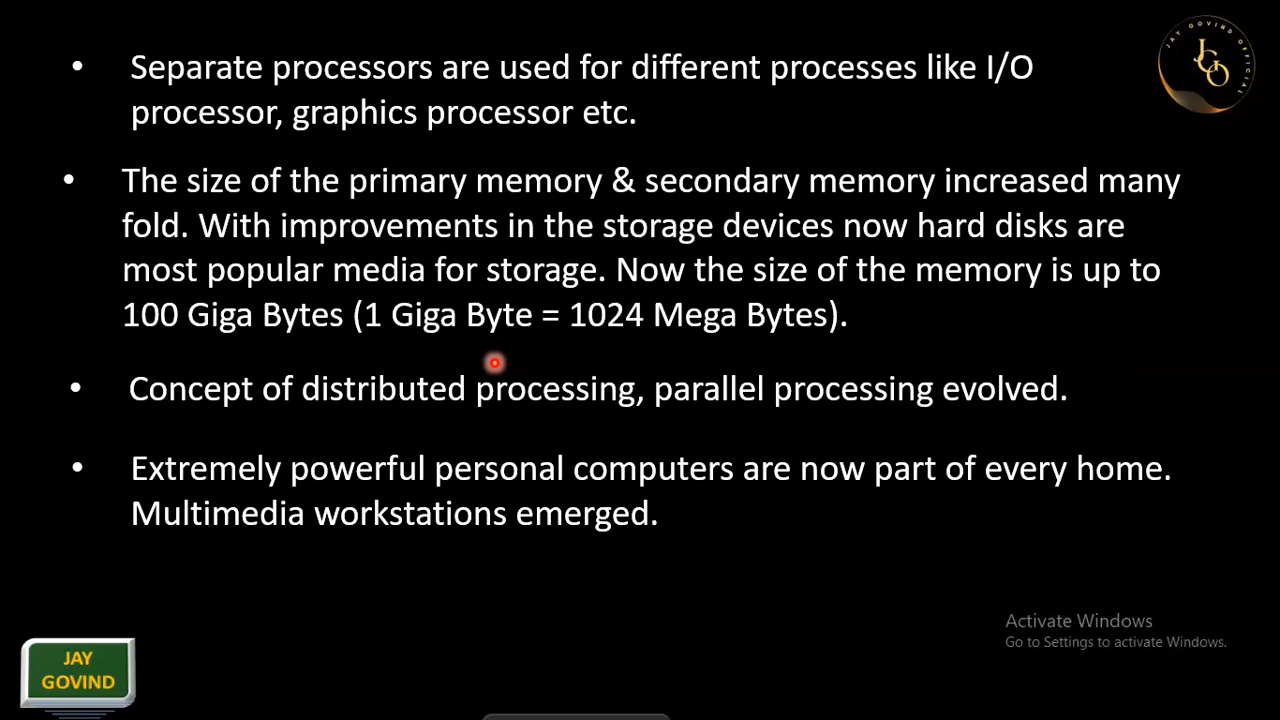 • Separate processors are used for different processes like I/O
processor, graphics processor etc.
• The size of the primary memory & secondary memory increased many
fold. With improvements in the storage devices now hard disks are
most popular media for storage. Now the size of the memory is up to
100 Giga Bytes (1 Giga Byte = 1024 Mega Bytes).
• Concept of distributed processing, parallel processing evolved.
• Extremely powerful personal computers are now part of every home.
Multimedia workstations emerged.
JAY GOVIND OFFICIAL
JGO
Activate Windows
Go to Settings to activate Windows.
JAY
GOVIND